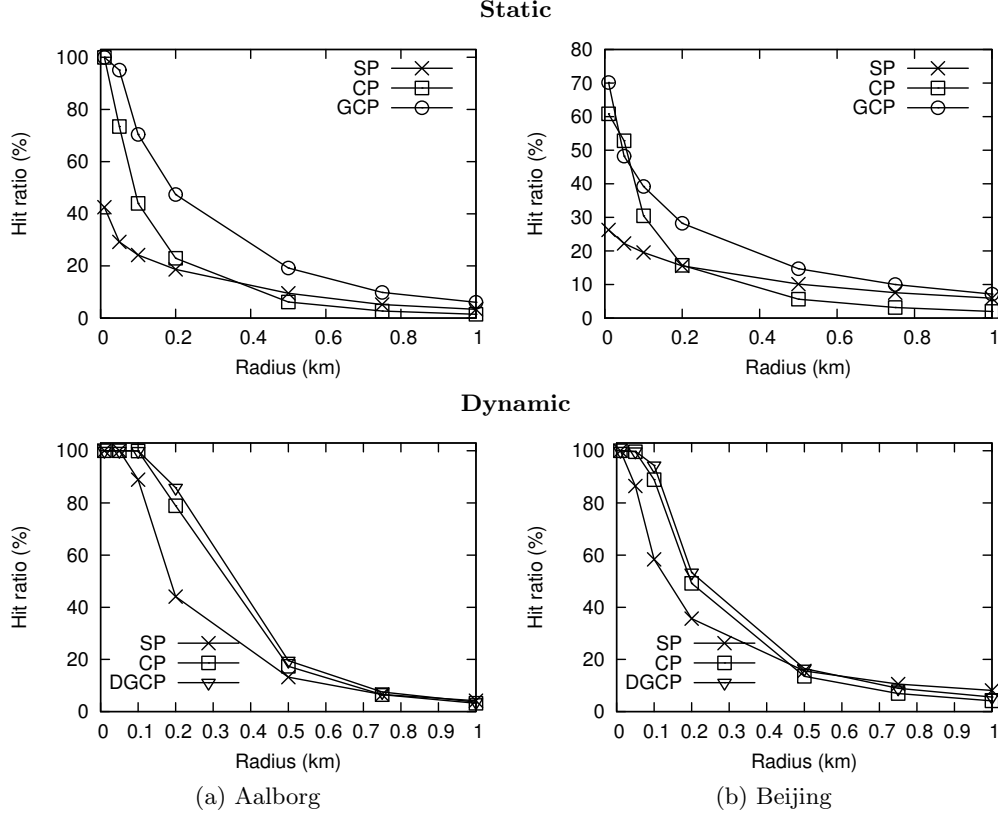 Static
Hit ratio (%)
100
80
60
40
20
0
SP
CP
GCP
0 0.2 0.4 0.6 0.8 1
Radius (km)
Hit ratio (%)
80
70
60
50
40
30
20
10
0
SP
CP
GCP
0 0.2 0.4 0.6 0.8 1
Radius (km)
Dynamic
Hit ratio (%)
100
80
60
40
20
0
SP
CP
DGCP
0 0.1 0.2 0.3 0.4 0.5 0.6 0.7 0.8 0.9 1
Radius (km)
(a) Aalborg
Hit ratio (%)
100
80
60
40
20
0
SP
CP
DGCP
0 0.1 0.2 0.3 0.4 0.5 0.6 0.7 0.8 0.9 1
Radius (km)
(b) Beijing